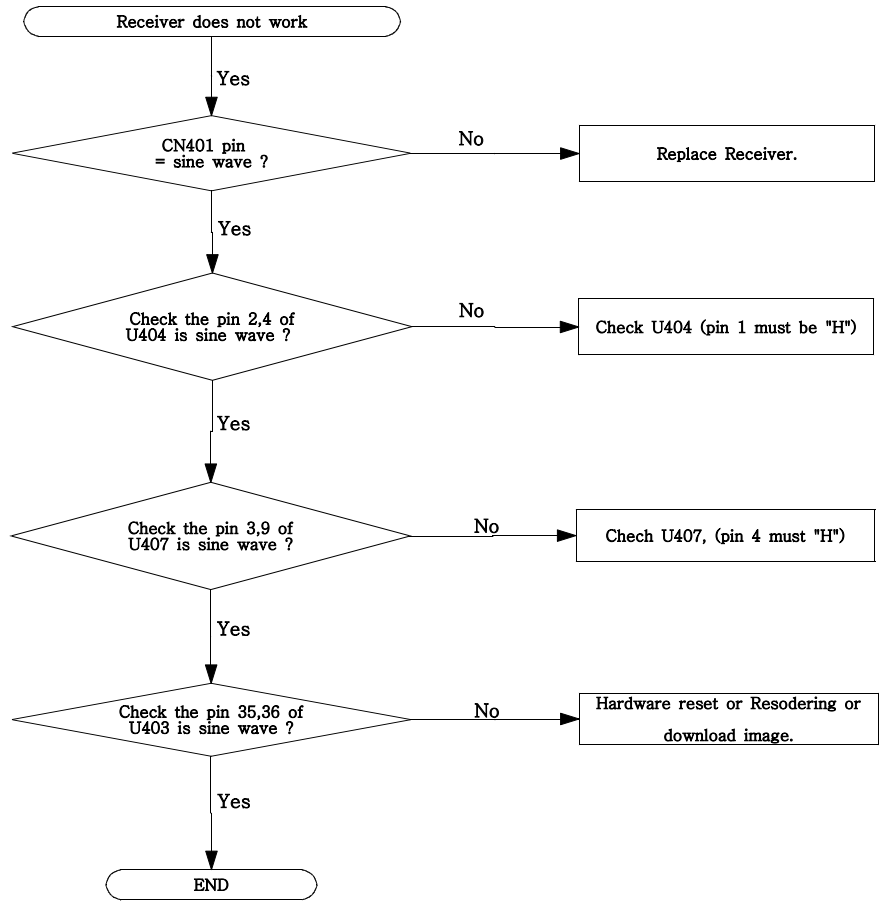 Receiver does not work
Yes
CN401 pin
= sine wave ?
No
Replace Receiver.
Yes
Check the pin 2,4 of
U404 is sine wave ?
No
Check U404 (pin 1 must be "H")
Yes
Check the pin 3,9 of
U407 is sine wave ?
No
Chech U407, (pin 4 must "H")
Yes
Check the pin 35,36 of
U403 is sine wave ?
No
Hardware reset or Resodering or
download image.
Yes
END